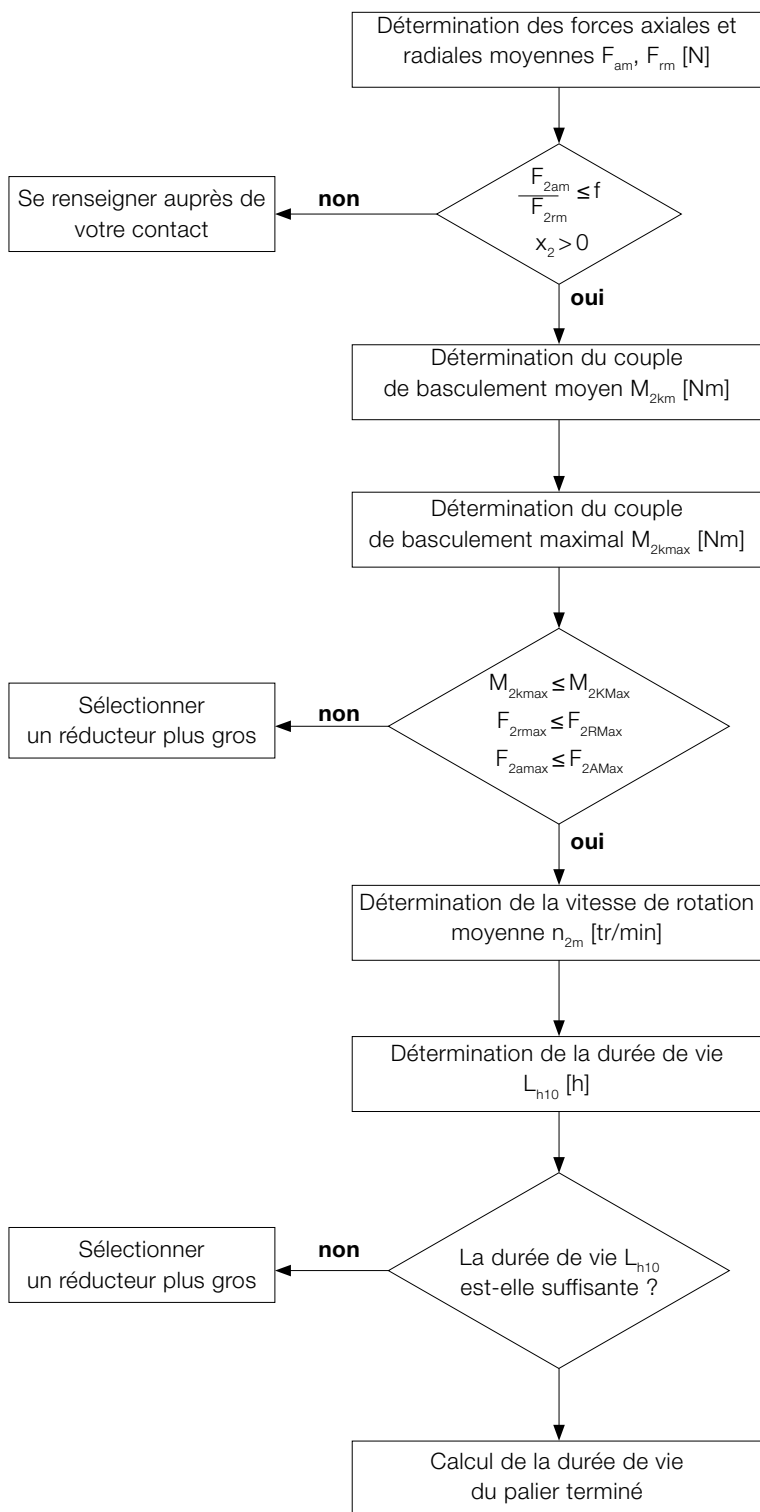 Détermination des forces axiales et
radiales moyennes F_am, F_rm [N]
Se renseigner auprès de
votre contact
non
F_2am
F_2rm
≤ f
x_2 > 0
oui
Détermination du couple
de basculement moyen M_2km [Nm]
Détermination du couple
de basculement maximal M_2kmax [Nm]
Sélectionner
un réducteur plus gros
non
M_2kmax ≤ M_2KMax
F_2rmax ≤ F_2RMax
F_2amax ≤ F_2AMax
oui
Détermination de la vitesse de rotation
moyenne n_2m [tr/min]
Détermination de la durée de vie
L_h10 [h]
Sélectionner
un réducteur plus gros
non
La durée de vie L_h10
est-elle suffisante ?
Calcul de la durée de vie
du palier terminé